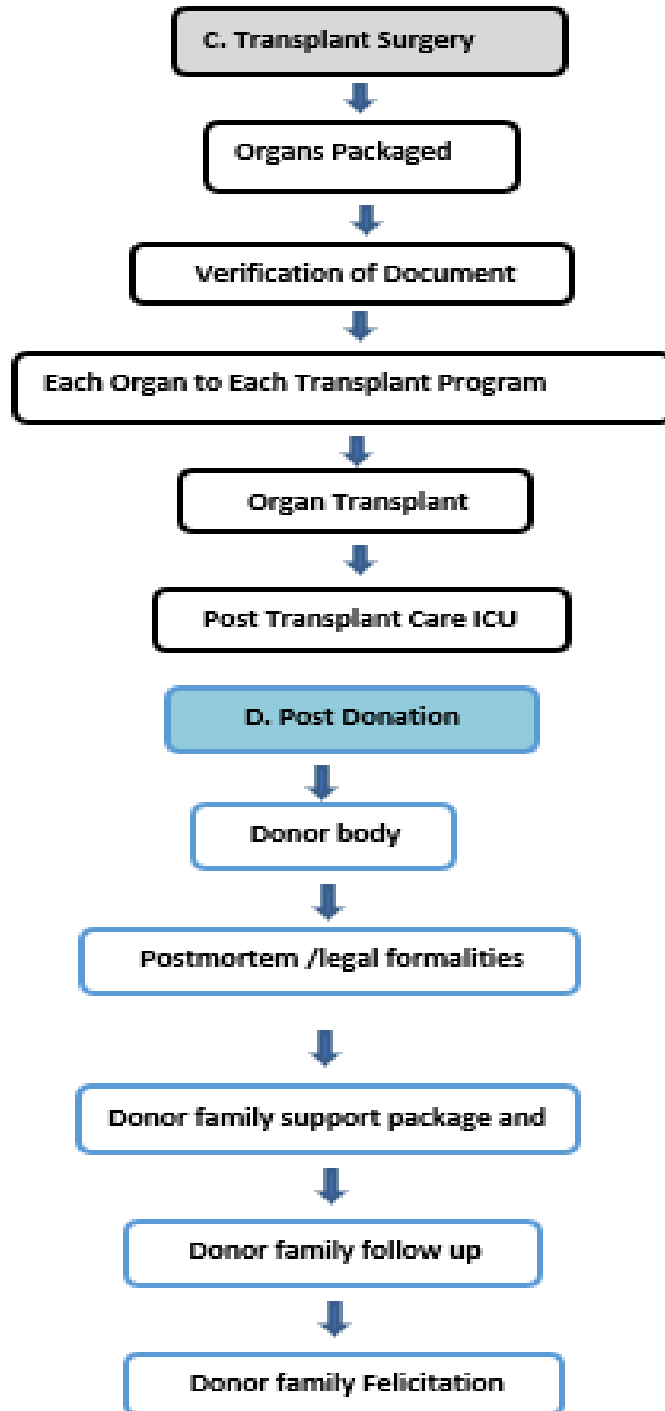 C. Transplant Surgery
Organs Packaged
Verification of Document
Each Organ to Each Transplant Program
Organ Transplant
Post Transplant Care ICU
D. Post Donation
Donor body
Postmortem /legal formalities
Donor family support package and
Donor family follow up
Donor family Felicitation